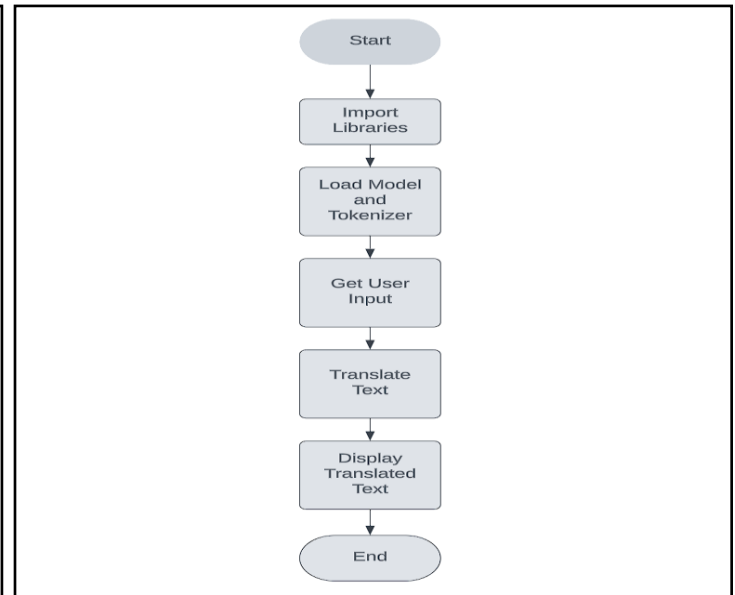 Start
Import
Libraries
Load Model
and
Tokenizer
Get User
Input
Translate
Text
Display
Translated
Text
End